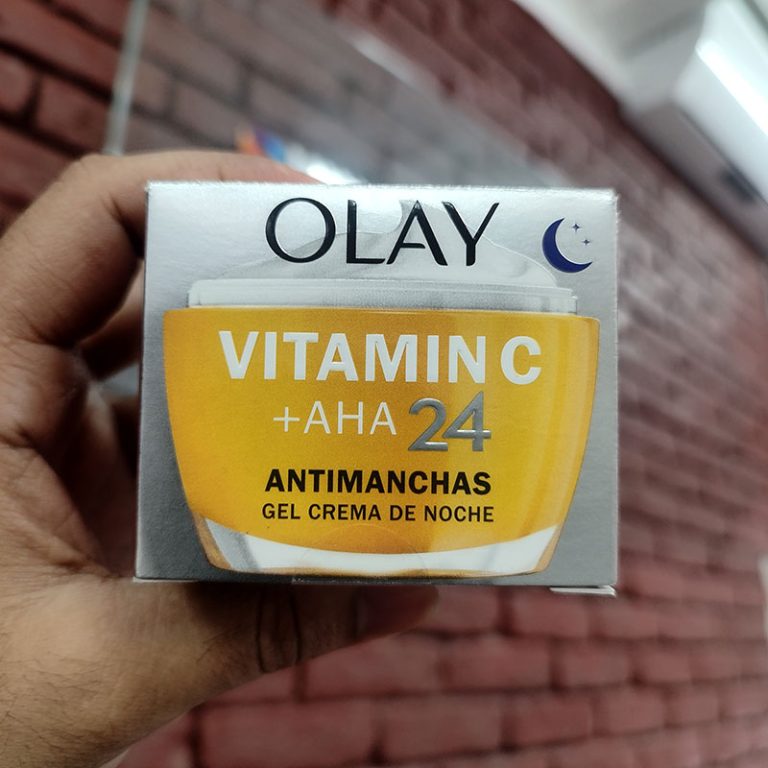 OLAY
VITAMIN C
+AHA 24
ANTIMANCHAS
GEL CREMA DE NOCHE